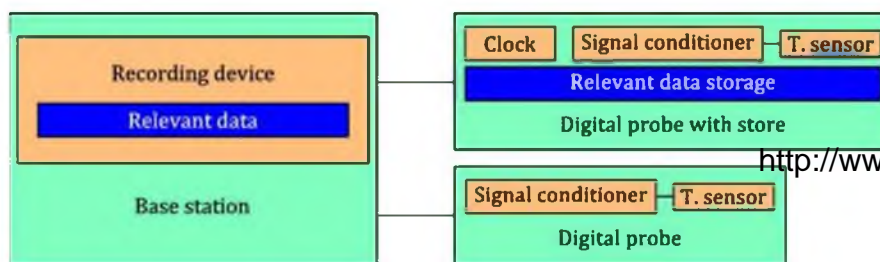 Recording device
Relevant data
Base station
Clock
Signal conditioner
T. sensor
Relevant data storage
Digital probe with store
http://ww
Signal conditioner
T. sensor
Digital probe